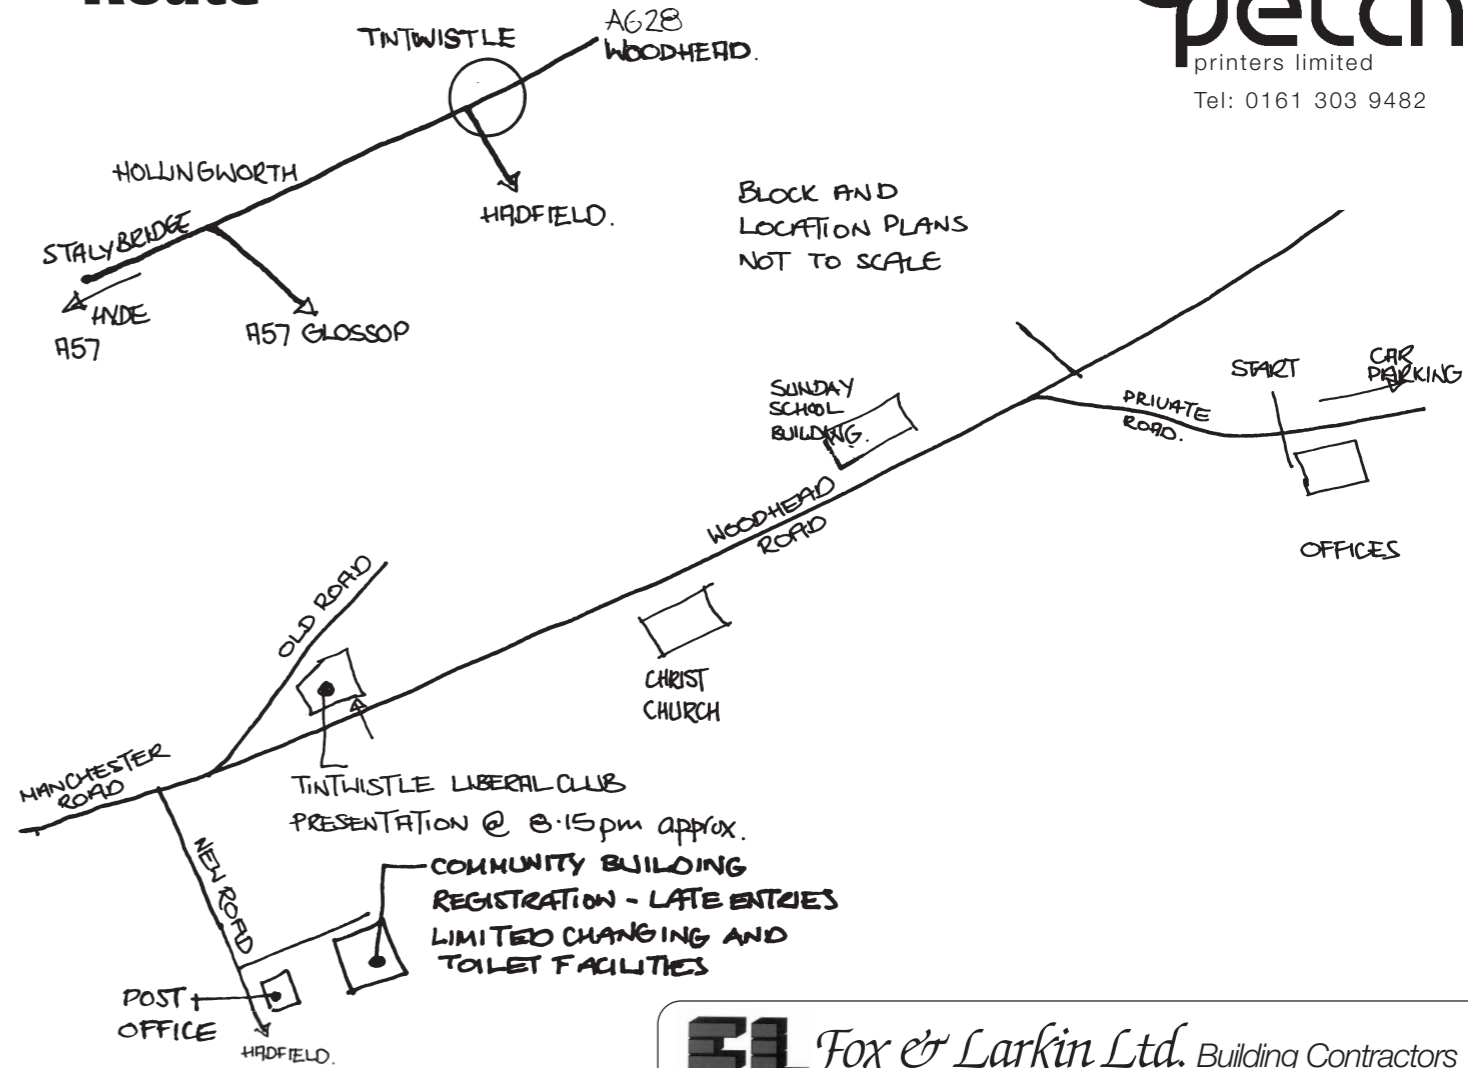 Route
petch
printers limited
Tel: 0161 303 9482
TINTWISTLE
A628
WOODHEAD.
HOLLINGWORTH
HADFIELD.
STALYBRIDGE
HYDE
A57
A57 GLOSSOP
BLOCK AND
LOCATION PLANS
NOT TO SCALE
SUNDAY
SCHOOL
BUILDING.
START
CAR
PARKING
PRIVATE
ROAD.
OFFICES
WOODHEAD
ROAD
OLD ROAD
CHRIST
CHURCH
MANCHESTER
ROAD
TINTWISTLE LIBERAL CLUB
PRESENTATION @ 8.15pm approx.
NEW ROAD
COMMUNITY BUILDING
REGISTRATION - LATE ENTRIES
LIMITED CHANGING AND
TOILET FACILITIES
POST
OFFICE
HADFIELD.
FL Fox & Larkin Ltd. Building Contractors